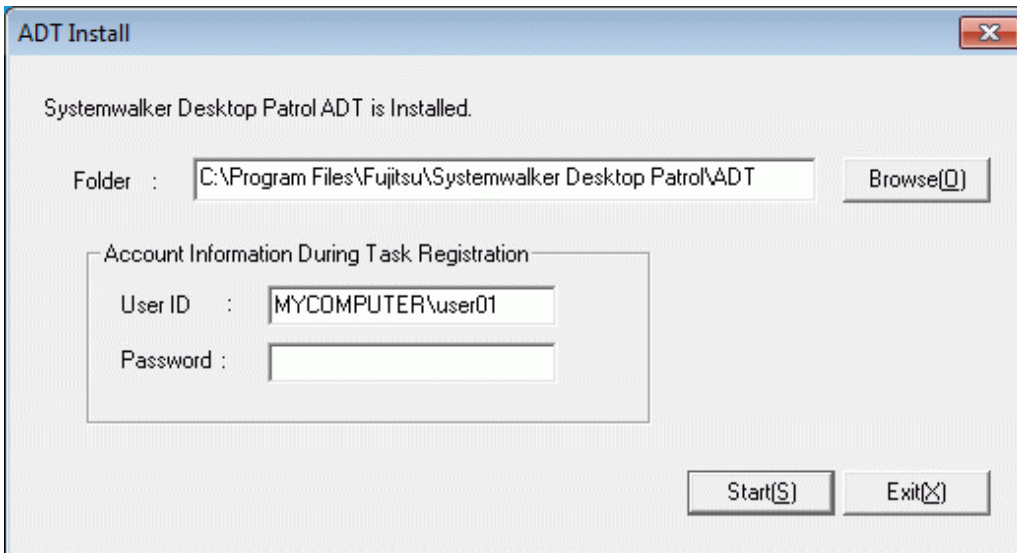 ADT Install
Systemwalker Desktop Patrol ADT is Installed.
Folder : C:\Program Files\Fujitsu\Systemwalker Desktop Patrol\ADT Browse(O)
Account Information During Task Registration
User ID : MYCOMPUTER\user01
Password :
Start(S) Exit(X)